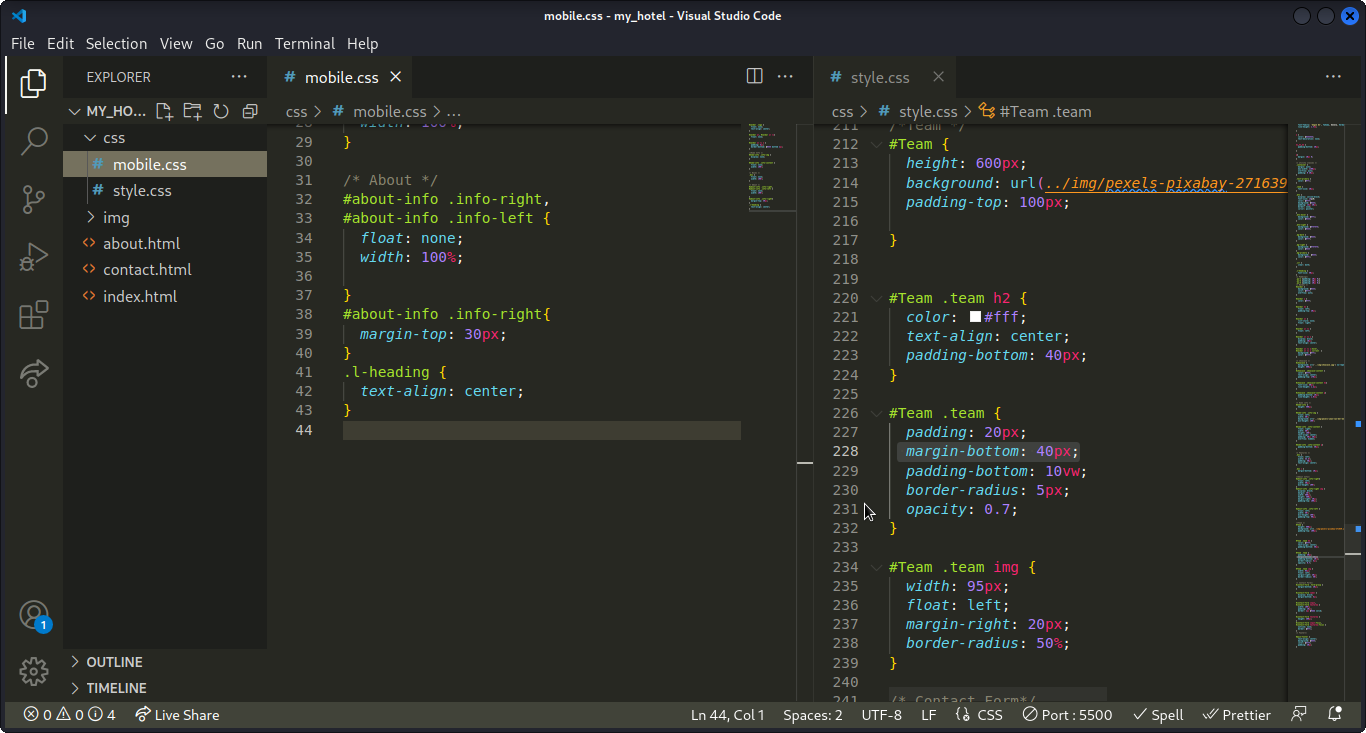 mobile.css - my_hotel - Visual Studio Code
File Edit Selection View Go Run Terminal Help
EXPLORER
MY_HO...
css
mobile.css
style.css
img
about.html
contact.html
index.html
OUTLINE
TIMELINE
# mobile.css
css > # mobile.css > ...
28 width: 100%;
29 }
30
31 /* About */
32 #about-info .info-right,
33 #about-info .info-left {
34 float: none;
35 width: 100%;
36
37 }
38 #about-info .info-right{
39 margin-top: 30px;
40 }
41 .l-heading {
42 text-align: center;
43 }
44
# style.css
css > # style.css > #Team .team
211 /*Team */
212 #Team {
213 height: 600px;
214 background: url(../img/pexels-pixabay-271639
215 padding-top: 100px;
216
217 }
218
219
220 #Team .team h2 {
221 color: #fff;
222 text-align: center;
223 padding-bottom: 40px;
224 }
225
226 #Team .team {
227 padding: 20px;
228 margin-bottom: 40px;
229 padding-bottom: 10vw;
230 border-radius: 5px;
231 opacity: 0.7;
232 }
233
234 #Team .team img {
235 width: 95px;
236 float: left;
237 margin-right: 20px;
238 border-radius: 50%;
239 }
240
241 /* Contact Form*/
1
0 0 4 Live Share Ln 44, Col 1 Spaces: 2 UTF-8 LF {} CSS Port : 5500 Spell Prettier